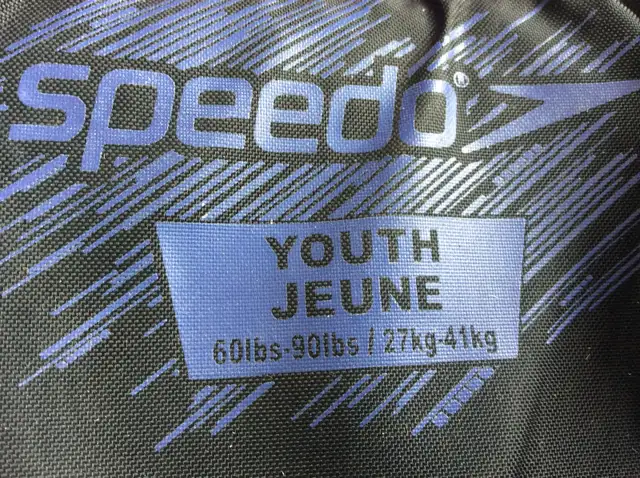 speedo
YOUTH
JEUNE
60lbs-90lbs / 27kg-41kg